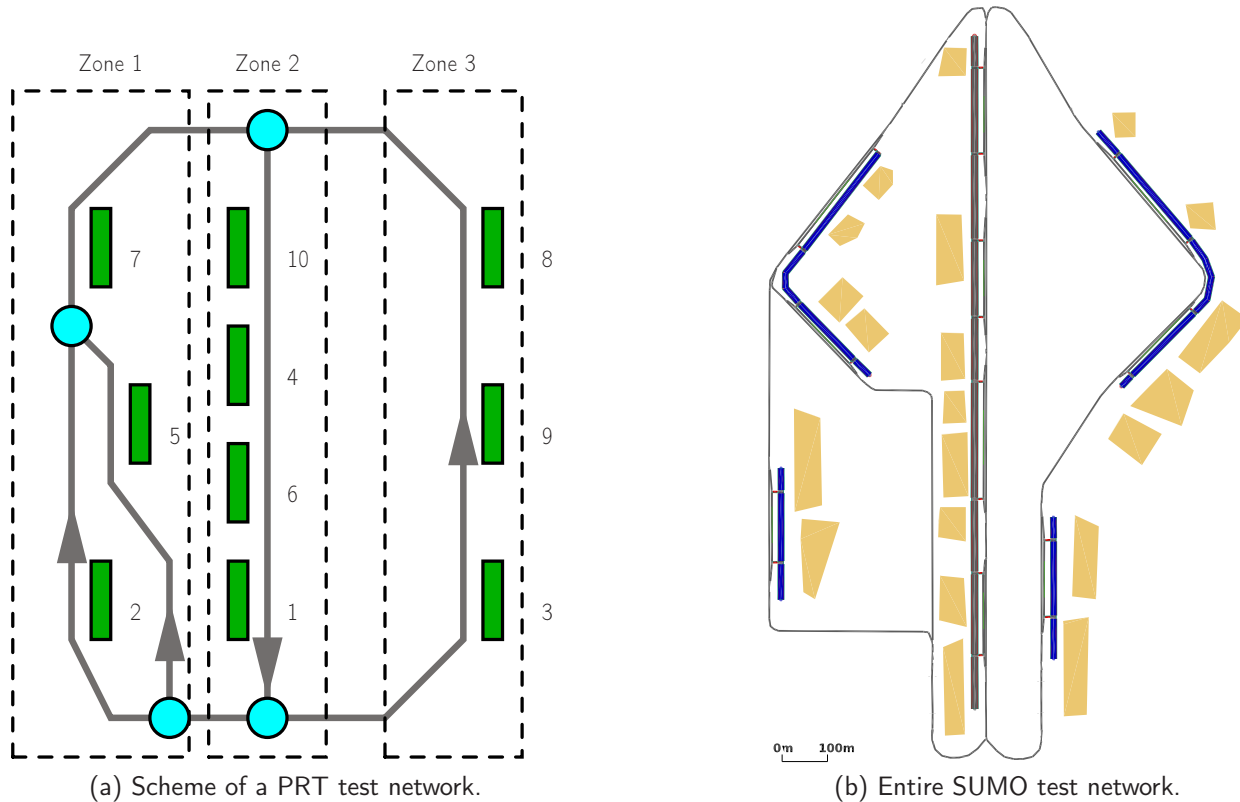 Zone 1
Zone 2
Zone 3
7
10
8
4
5
9
6
2
1
3
0m
100m
(a) Scheme of a PRT test network.
(b) Entire SUMO test network.